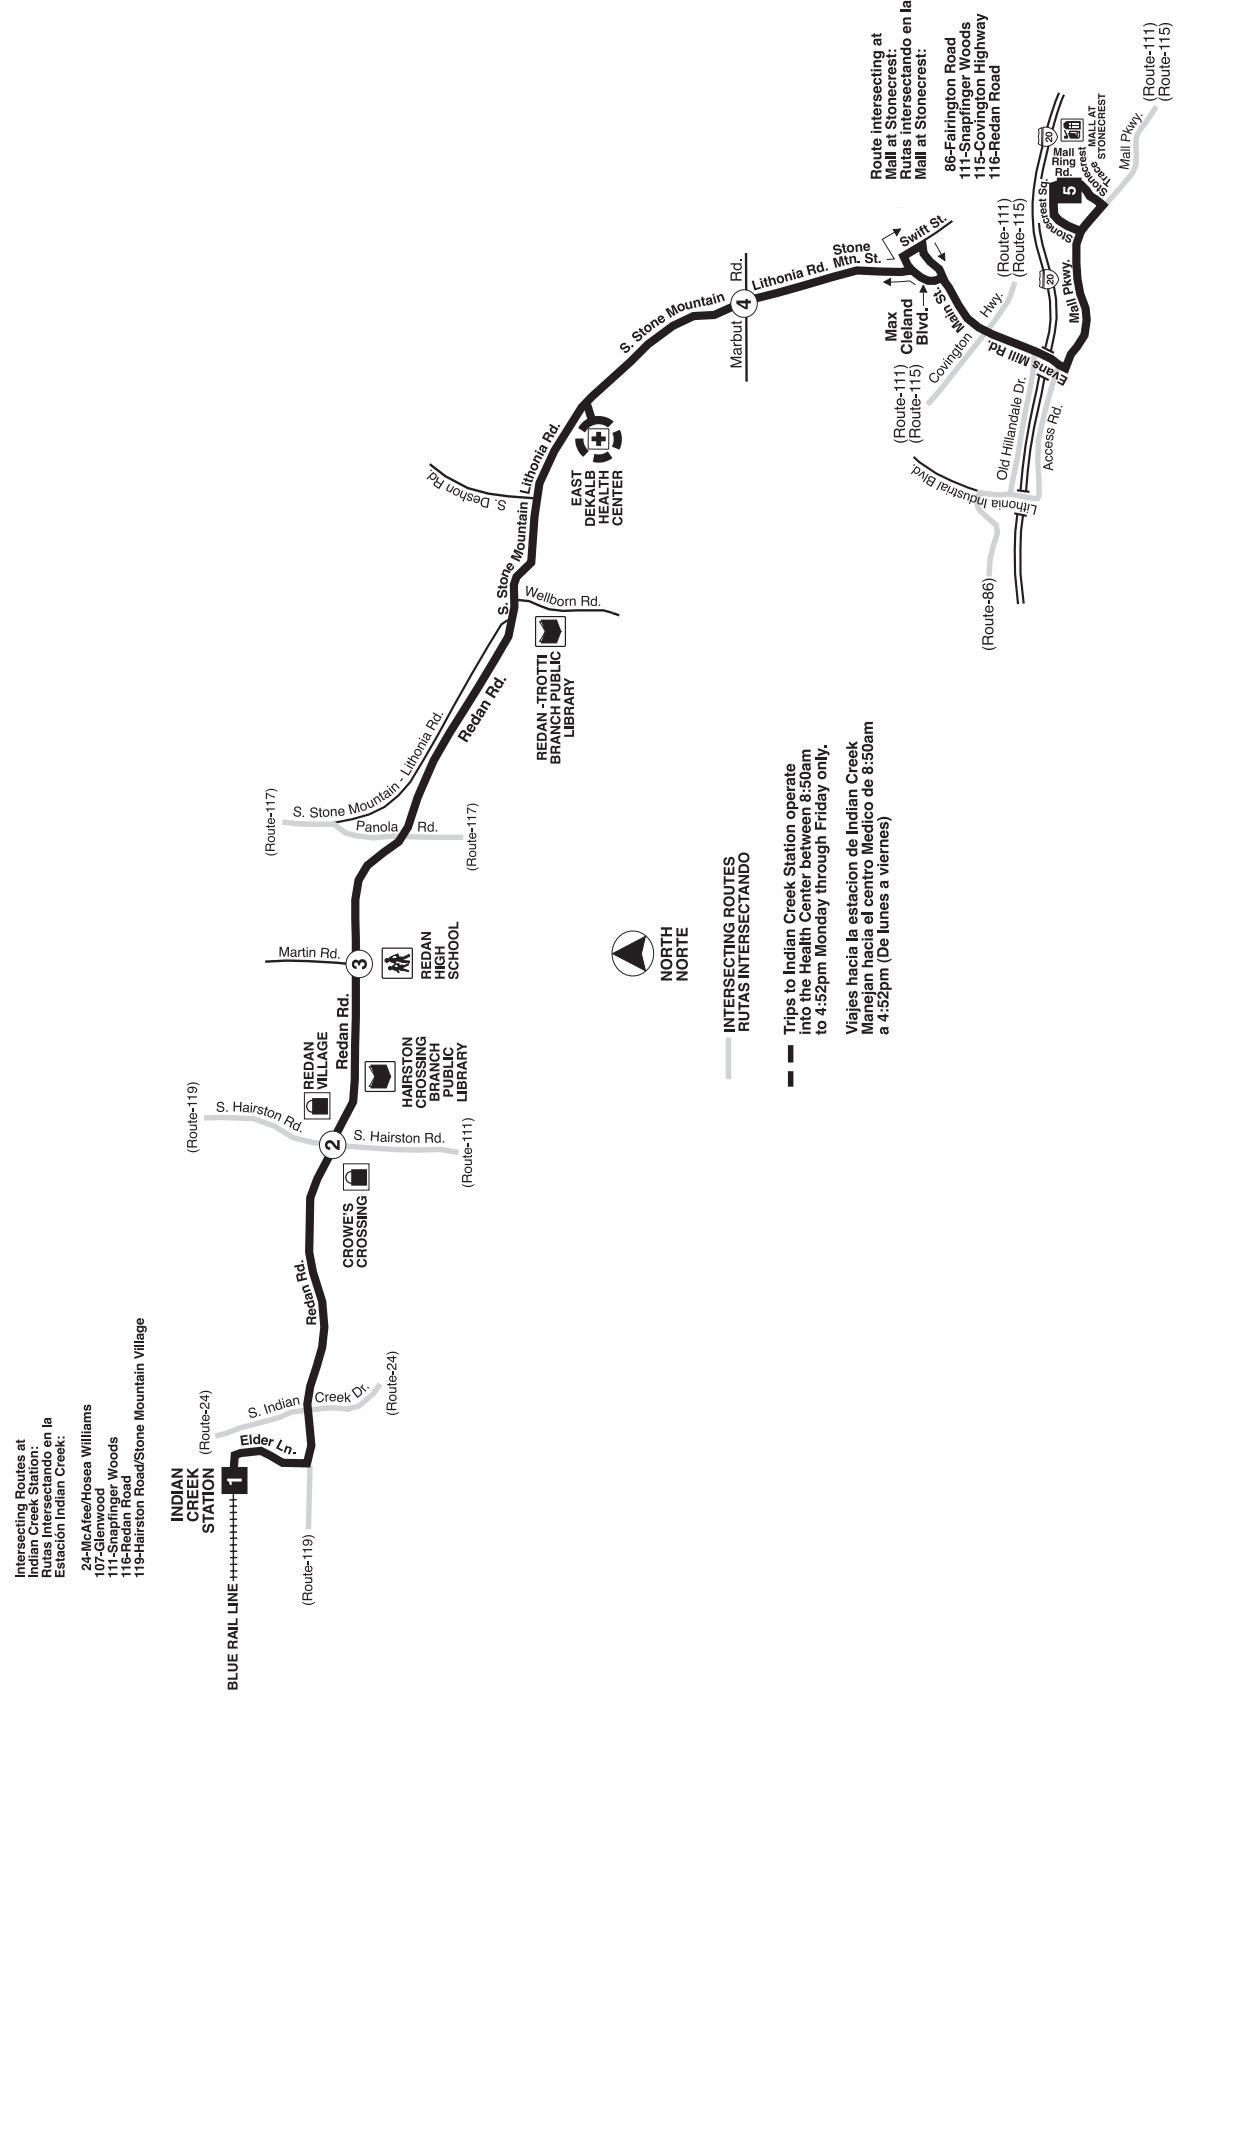 Intersecting Routes at
Indian Creek Station:
Rutas Intersectando en la
Estación Indian Creek:
24-McAfee/Hosea Williams
107-Glenwood
111-Snapfinger Woods
116-Redan Road
119-Hairston Road/Stone Mountain Village
BLUE RAIL LINE
INDIAN
CREEK
STATION
1
(Route-24)
Elder Ln.
S. Indian Creek Dr.
(Route-24)
(Route-119)
Redan Rd.
CROWE'S
CROSSING
2
(Route-119)
S. Hairston Rd.
S. Hairston Rd.
(Route-111)
REDAN
VILLAGE
HAIRSTON
CROSSING
BRANCH
PUBLIC
LIBRARY
Redan Rd.
Martin Rd.
3
REDAN
HIGH
SCHOOL
(Route-117)
S. Stone Mountain - Lithonia Rd.
Panola Rd.
(Route-117)
Redan Rd.
REDAN -TROTTI
BRANCH PUBLIC
LIBRARY
Wellborn Rd.
S. Stone Mountain Lithonia Rd.
S. Deshon Rd.
EAST
DEKALB
HEALTH
CENTER
S. Stone Mountain
Marbut Rd.
4
Lithonia Rd.
Stone
Mtn. St.
Swift St.
Max
Cleland
Blvd.
Main St.
(Route-111)
(Route-115)
Covington Hwy.
(Route-111)
(Route-115)
Evans Mill Rd.
Old Hillandale Dr.
Access Rd.
Lithonia Industrial Blvd.
(Route-86)
20
20
Mall Pkwy.
Stonecrest Sq.
Mall
Ring
Rd.
5
Stonecrest
Trace
MALL AT
STONECREST
Mall Pkwy.
(Route-111)
(Route-115)
Route intersecting at
Mall at Stonecrest:
Rutas intersectando en la
Mall at Stonecrest:
86-Fairington Road
111-Snapfinger Woods
115-Covington Highway
116-Redan Road
NORTH
NORTE
INTERSECTING ROUTES
RUTAS INTERSECTANDO
Trips to Indian Creek Station operate
into the Health Center between 8:50am
to 4:52pm Monday through Friday only.
Viajes hacia la estacion de Indian Creek
Manejan hacia el centro Medico de 8:50am
a 4:52pm (De lunes a viernes)